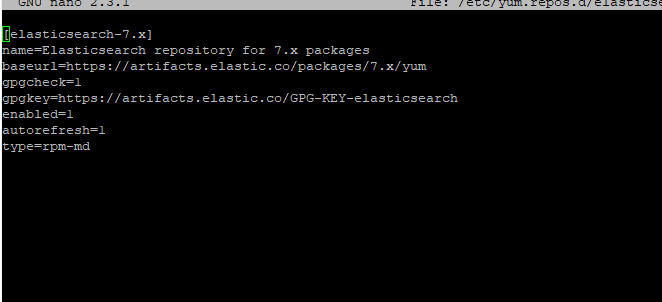 GNU nano 2.3.1 File: /etc/yum.repos.d/elasticse
[elasticsearch-7.x]
name=Elasticsearch repository for 7.x packages
baseurl=https://artifacts.elastic.co/packages/7.x/yum
gpgcheck=1
gpgkey=https://artifacts.elastic.co/GPG-KEY-elasticsearch
enabled=1
autorefresh=1
type=rpm-md